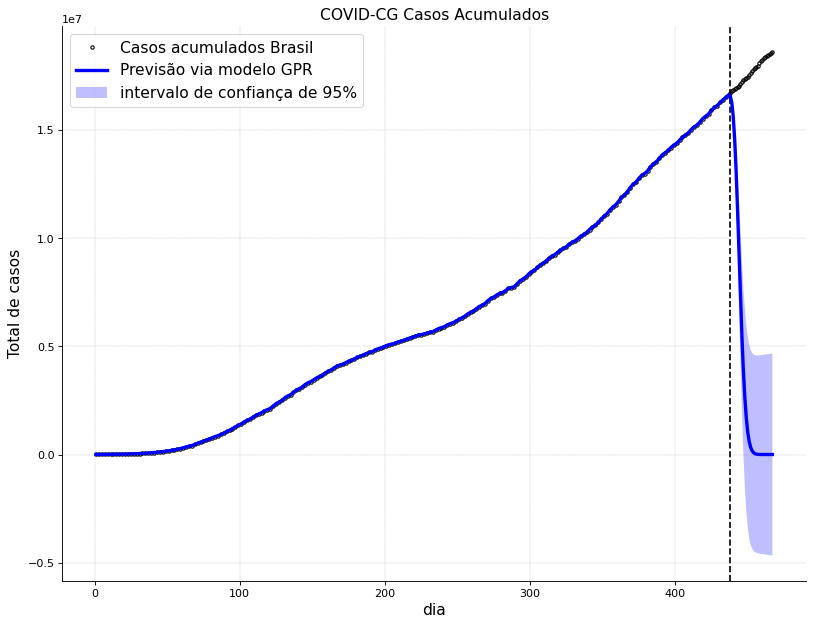 COVID-CG Casos Acumulados
1e7
Casos acumulados Brasil
Previsão via modelo GPR
intervalo de confiança de 95%
1.5
1.0
0.5
0.0
−0.5
Total de casos
0 100 200 300 400
dia